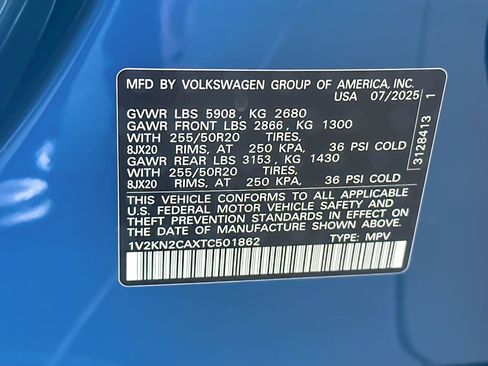 MFD BY VOLKSWAGEN GROUP OF AMERICA, INC.
USA 07/2025
GVWR LBS 5908, KG 2680
GAWR FRONT LBS 2866, KG 1300
WITH 255/50R20 TIRES,
8JX20 RIMS, AT 250 KPA, 36 PSI COLD
GAWR REAR LBS 3153, KG 1430
WITH 255/50R20 TIRES,
8JX20 RIMS, AT 250 KPA, 36 PSI COLD
THIS VEHICLE CONFORMS TO ALL APPLICABLE
U.S. FEDERAL MOTOR VEHICLE SAFETY AND
THEFT PREVENTION STANDARDS IN EFFECT ON
THE DATE OF MANUFACTURE SHOWN ABOVE.
1V2KN2CAXTC501862 TYPE: MPV
3128413 1